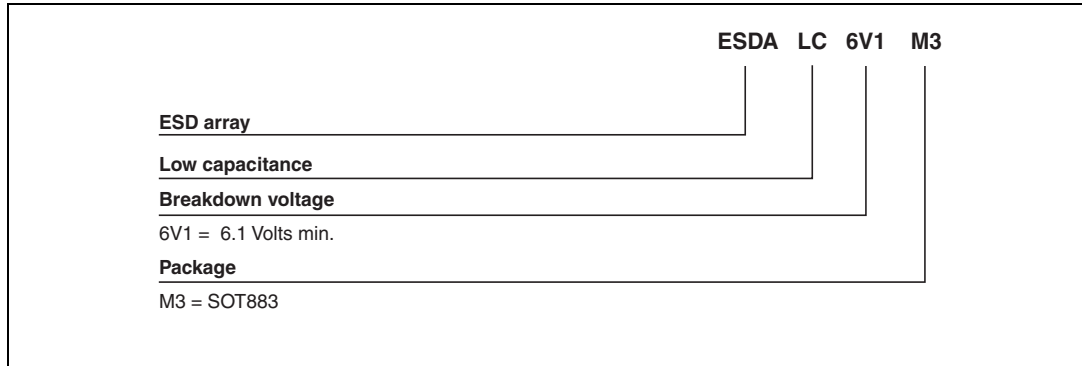 ESDA LC 6V1 M3
ESD array
Low capacitance
Breakdown voltage
6V1 = 6.1 Volts min.
Package
M3 = SOT883